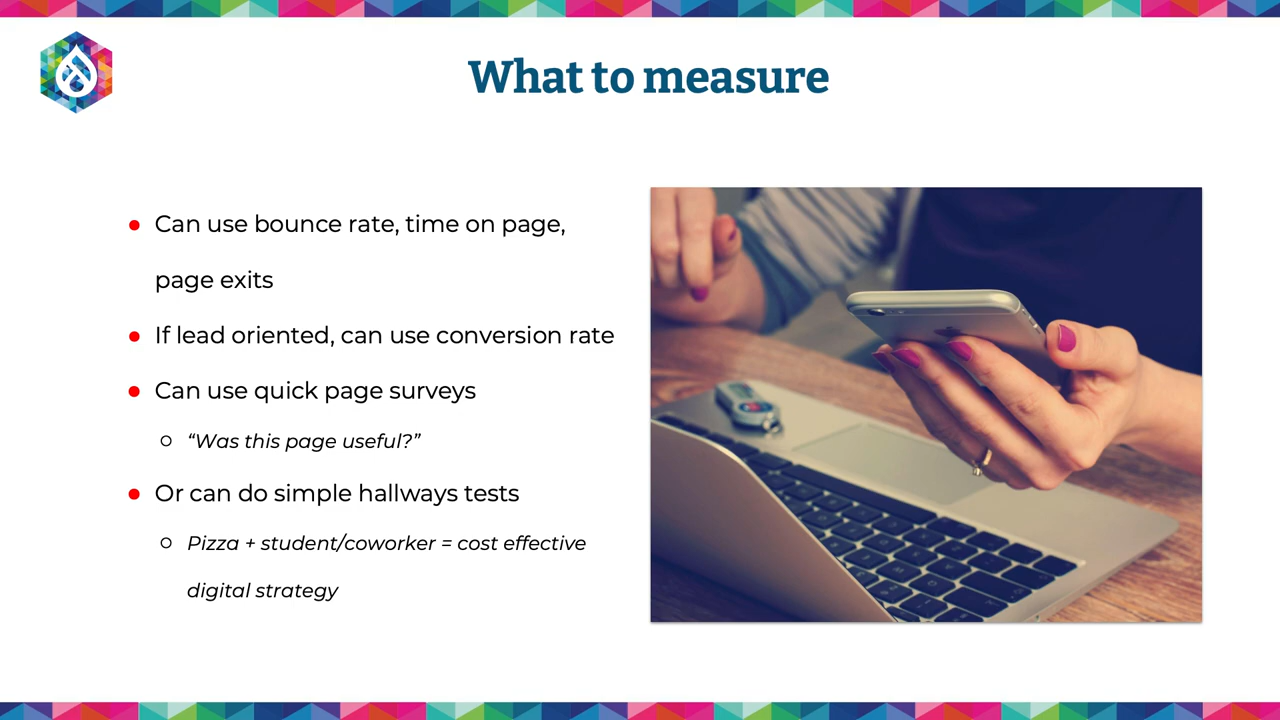 What to measure
● Can use bounce rate, time on page,
page exits
● If lead oriented, can use conversion rate
● Can use quick page surveys
○ “Was this page useful?”
● Or can do simple hallways tests
○ Pizza + student/coworker = cost effective
digital strategy